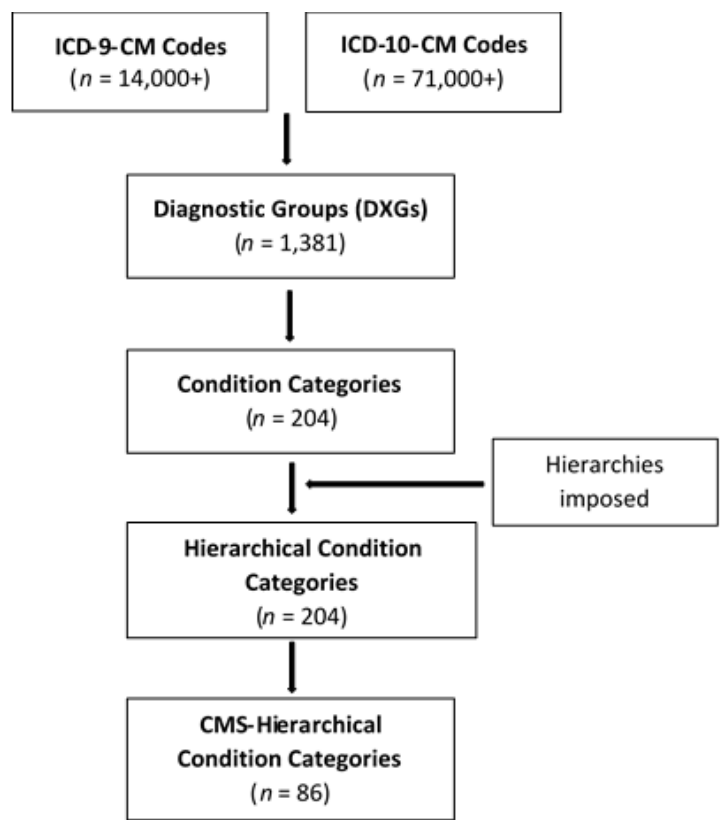 ICD-9-CM Codes
(n = 14,000+)
ICD-10-CM Codes
(n = 71,000+)
Diagnostic Groups (DXGs)
(n = 1,381)
Condition Categories
(n = 204)
Hierarchies
imposed
Hierarchical Condition
Categories
(n = 204)
CMS-Hierarchical
Condition Categories
(n = 86)